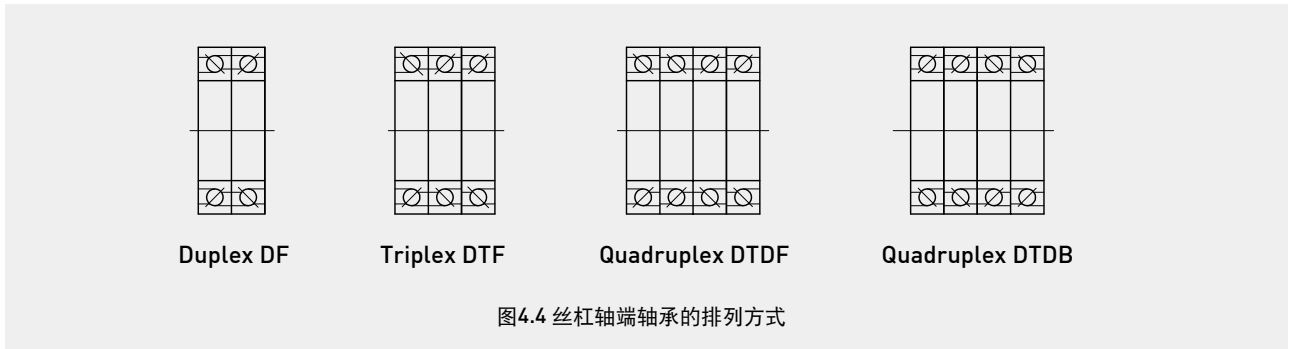 Duplex DF
Triplex DTF
Quadruplex DTDF
Quadruplex DTDB
图4.4 丝杠轴端轴承的排列方式